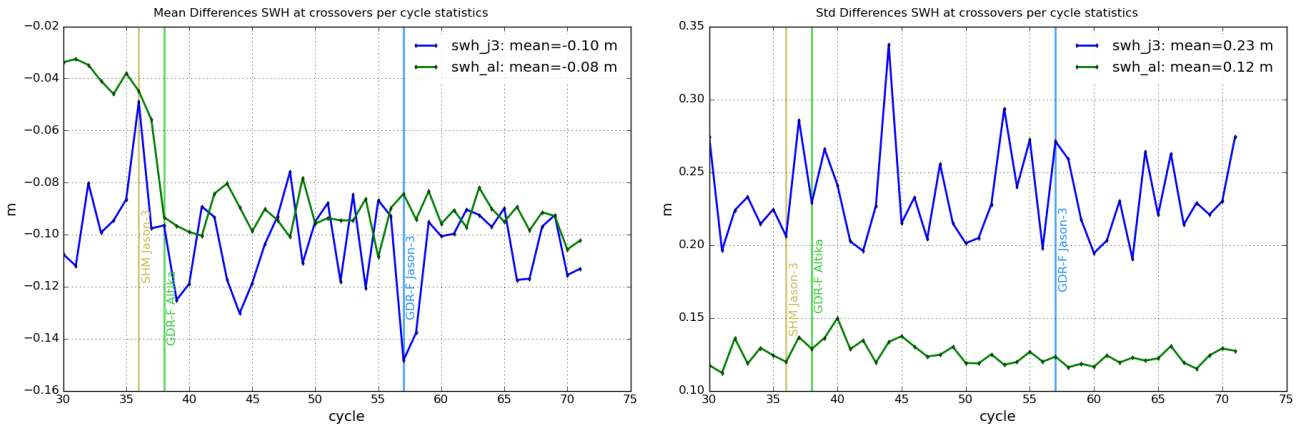 Mean Differences SWH at crossovers per cycle statistics
−0.02
−0.04
−0.06
−0.08
−0.10
−0.12
−0.14
−0.16
m
swh_j3: mean=-0.10 m
swh_al: mean=-0.08 m
SHM Jason-3
GDR-F Altika
GDR-F Jason-3
30 35 40 45 50 55 60 65 70 75
cycle
Std Differences SWH at crossovers per cycle statistics
0.35
0.30
0.25
0.20
0.15
0.10
m
swh_j3: mean=0.23 m
swh_al: mean=0.12 m
SHM Jason-3
GDR-F Altika
GDR-F Jason-3
30 35 40 45 50 55 60 65 70 75
cycle